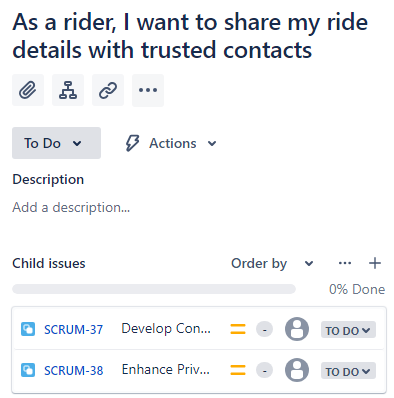 As a rider, I want to share my ride
details with trusted contacts
To Do
Actions
Description
Add a description...
Child issues
Order by
0% Done
SCRUM-37 Develop Con... - TO DO
SCRUM-38 Enhance Priv... - TO DO